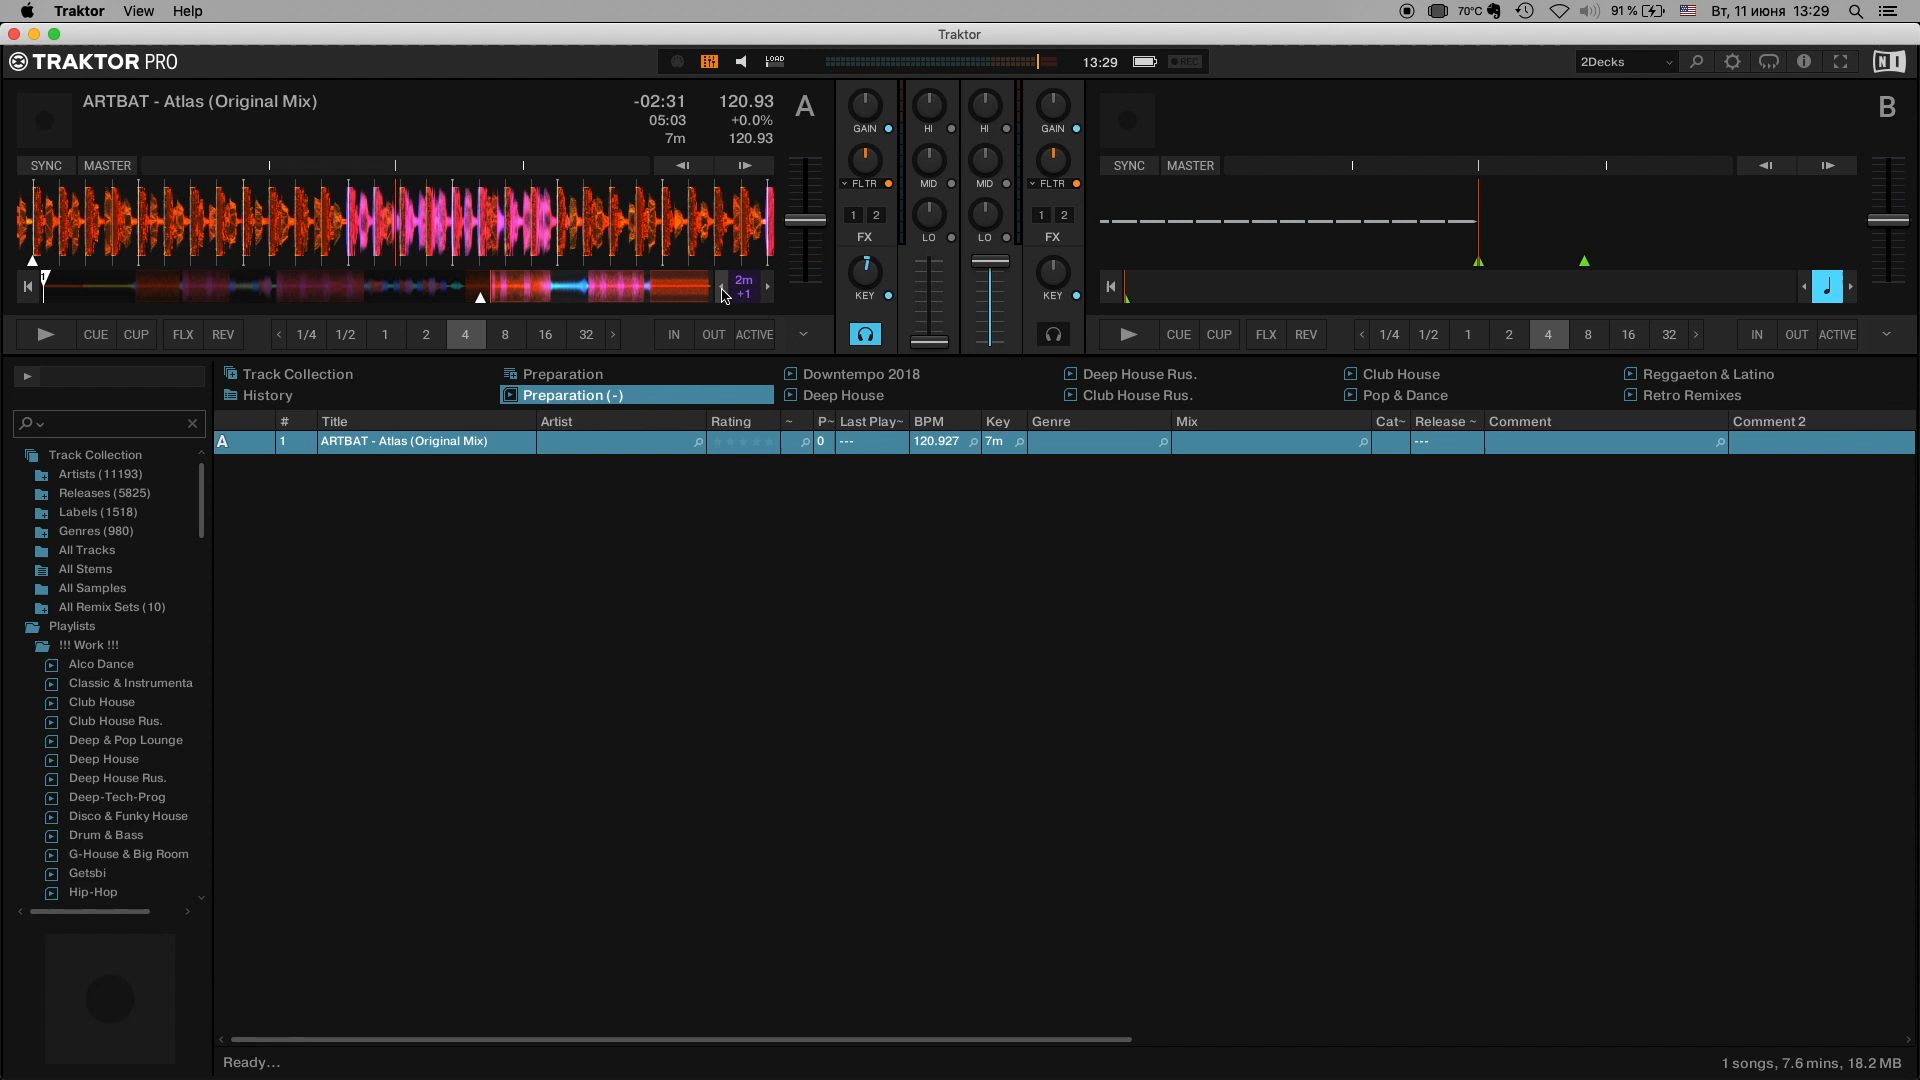 Traktor View Help 70°C 91 % Вт, 11 июня 13:29
Traktor
TRAKTOR PRO LOAD 13:29 REC 2Decks NI
ARTBAT - Atlas (Original Mix) -02:31 120.93 A
05:03 +0.0%
7m 120.93
SYNC MASTER
1 2m +1
CUE CUP FLX REV 1/4 1/2 1 2 4 8 16 32 IN OUT ACTIVE
GAIN HI HI GAIN
FLTR MID MID FLTR
1 2 1 2
FX LO LO FX
KEY KEY
B
SYNC MASTER
CUE CUP FLX REV 1/4 1/2 1 2 4 8 16 32 IN OUT ACTIVE
Track Collection Preparation Downtempo 2018 Deep House Rus. Club House Reggaeton & Latino
History Preparation (-) Deep House Club House Rus. Pop & Dance Retro Remixes
# Title Artist Rating ~ P~ Last Play~ BPM Key Genre Mix Cat~ Release ~ Comment Comment 2
A 1 ARTBAT - Atlas (Original Mix) 0 --- 120.927 7m ---
Track Collection
Artists (11193)
Releases (5825)
Labels (1518)
Genres (980)
All Tracks
All Stems
All Samples
All Remix Sets (10)
Playlists
!!! Work !!!
Alco Dance
Classic & Instrumenta
Club House
Club House Rus.
Deep & Pop Lounge
Deep House
Deep House Rus.
Deep-Tech-Prog
Disco & Funky House
Drum & Bass
G-House & Big Room
Getsbi
Hip-Hop
Ready... 1 songs, 7.6 mins, 18.2 MB